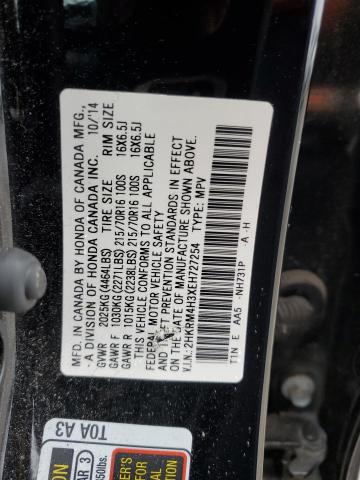 MFD. IN CANADA BY HONDA OF CANADA MFG.,
- A DIVISION OF HONDA CANADA INC. 10/'14
GVWR 2025KG(4464LBS) TIRE SIZE RIM SIZE
GAWR F 1030KG(2271LBS) 215/70R16 100S 16X6.5J
GAWR R 1015KG(2238LBS) 215/70R16 100S 16X6.5J
THIS VEHICLE CONFORMS TO ALL APPLICABLE
FEDERAL MOTOR VEHICLE SAFETY
THEFT PREVENTION STANDARDS IN EFFECT
ON THE DATE OF MANUFACTURE SHOWN ABOVE.
V.I.N.: 2HKRM4H3XEH727254 TYPE: MPV
T1N E AA5 -NH731P -A -H
T0A A3